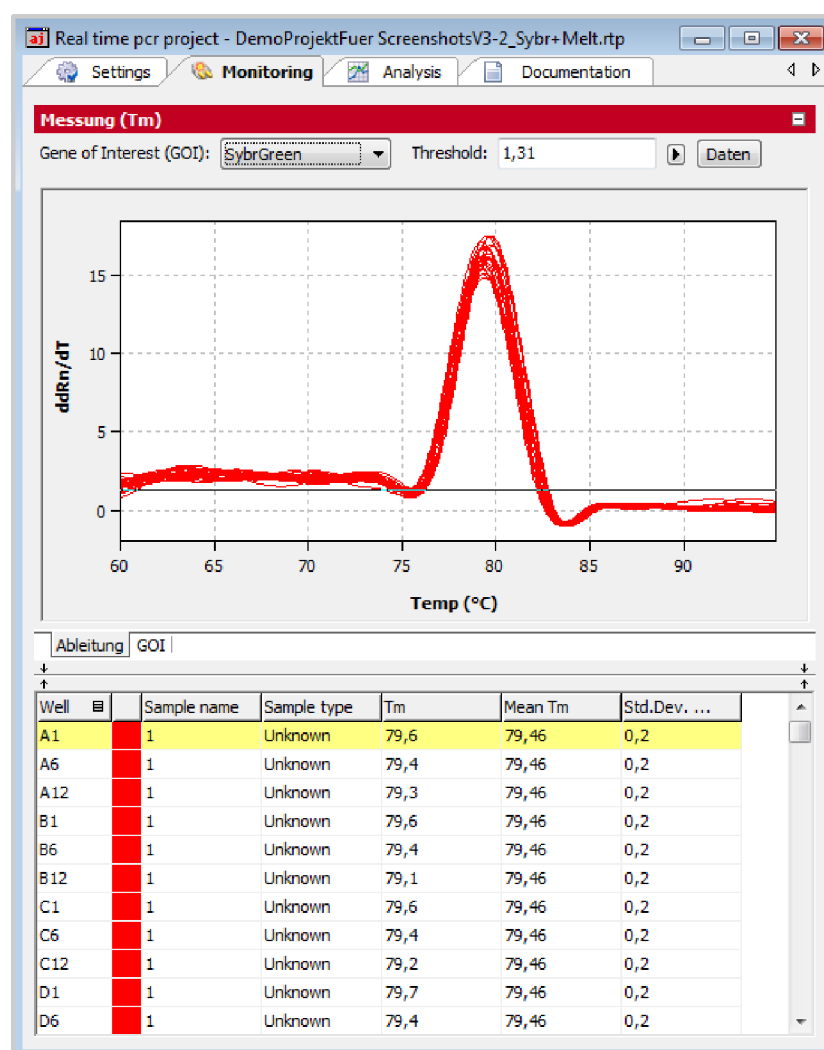 aj Real time pcr project - DemoProjektFuer ScreenshotsV3-2_Sybr+Melt.rtp
Settings Monitoring Analysis Documentation
Messung (Tm)
Gene of Interest (GOI): SybrGreen Threshold: 1,31 Daten
15
10
5
0
ddRn/dT
60 65 70 75 80 85 90
Temp (°C)
Ableitung GOI
Well Sample name Sample type Tm Mean Tm Std.Dev. ...
A1 1 Unknown 79,6 79,46 0,2
A6 1 Unknown 79,4 79,46 0,2
A12 1 Unknown 79,3 79,46 0,2
B1 1 Unknown 79,6 79,46 0,2
B6 1 Unknown 79,4 79,46 0,2
B12 1 Unknown 79,1 79,46 0,2
C1 1 Unknown 79,6 79,46 0,2
C6 1 Unknown 79,4 79,46 0,2
C12 1 Unknown 79,2 79,46 0,2
D1 1 Unknown 79,7 79,46 0,2
D6 1 Unknown 79,4 79,46 0,2